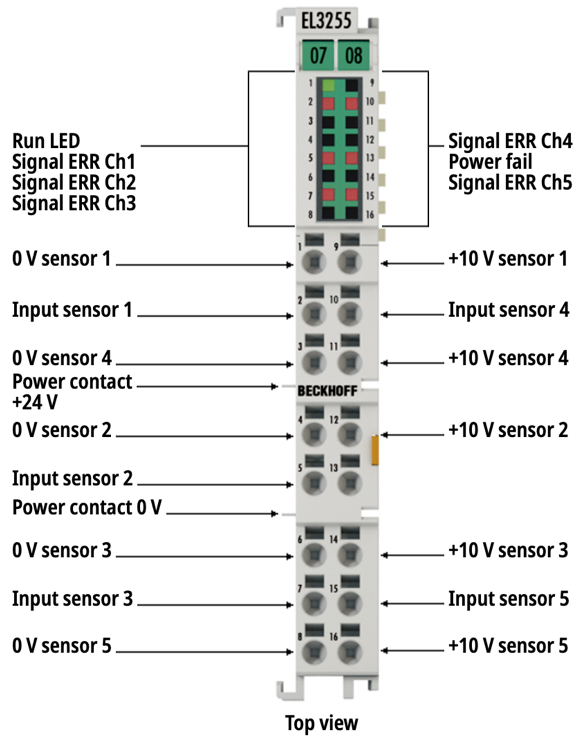 EL3255
07 08
1 9
2 10
3 11
4 12
5 13
6 14
7 15
8 16
Run LED
Signal ERR Ch1
Signal ERR Ch2
Signal ERR Ch3
Signal ERR Ch4
Power fail
Signal ERR Ch5
1 9
0 V sensor 1
+10 V sensor 1
2 10
Input sensor 1
Input sensor 4
3 11
0 V sensor 4
+10 V sensor 4
Power contact
+24 V
BECKHOFF
4 12
0 V sensor 2
+10 V sensor 2
5 13
Input sensor 2
Power contact 0 V
6 14
0 V sensor 3
+10 V sensor 3
7 15
Input sensor 3
Input sensor 5
8 16
0 V sensor 5
+10 V sensor 5
Top view